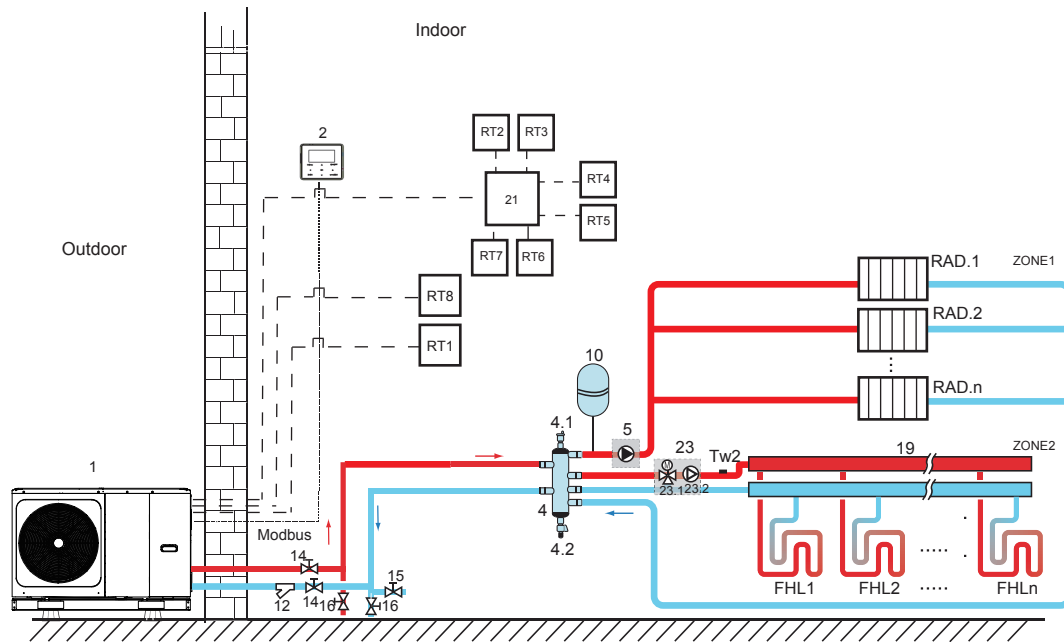 Indoor
Outdoor
2
RT2
RT3
RT4
21
RT5
RT7
RT6
RT8
RT1
RAD.1
ZONE1
RAD.2
RAD.n
10
4.1
5
23
Tw2
19
ZONE2
M
23.1
23.2
4
4.2
1
Modbus
14
15
12
14
16
16
FHL1
FHL2
FHLn